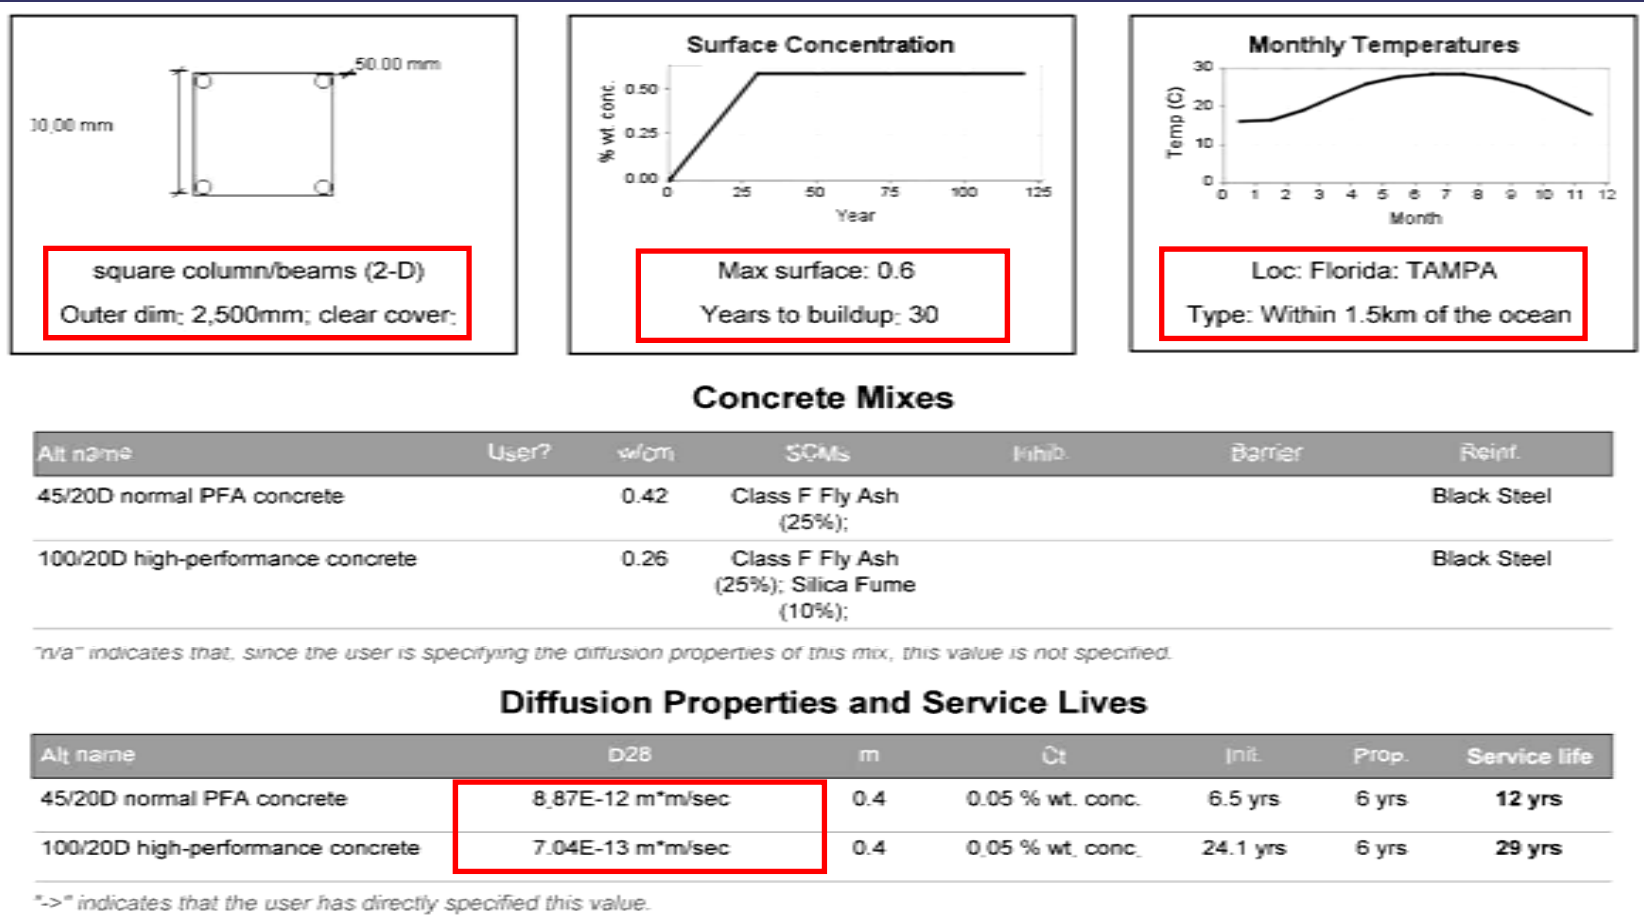 50.00 mm
00.00 mm
square column/beams (2-D)
Outer dim: 2,500mm; clear cover:
Surface Concentration
% wt. conc.
0.50
0.25
0.00
0 25 50 75 100 125
Year
Max surface: 0.6
Years to buildup: 30
Monthly Temperatures
Temp (C)
30
20
10
0
0 1 2 3 4 5 6 7 8 9 10 11 12
Month
Loc: Florida: TAMPA
Type: Within 1.5km of the ocean
Concrete Mixes
Alt name User? w/cm SCMs Inhib. Barrier Reinf.
45/20D normal PFA concrete 0.42 Class F Fly Ash Black Steel
(25%);
100/20D high-performance concrete 0.26 Class F Fly Ash Black Steel
(25%); Silica Fume
(10%);
"n/a" indicates that, since the user is specifying the diffusion properties of this mix, this value is not specified.
Diffusion Properties and Service Lives
Alt name D28 m Ct Init. Prop. Service life
45/20D normal PFA concrete 8.87E-12 m*m/sec 0.4 0.05 % wt. conc. 6.5 yrs 6 yrs 12 yrs
100/20D high-performance concrete 7.04E-13 m*m/sec 0.4 0.05 % wt. conc. 24.1 yrs 6 yrs 29 yrs
"->" indicates that the user has directly specified this value.